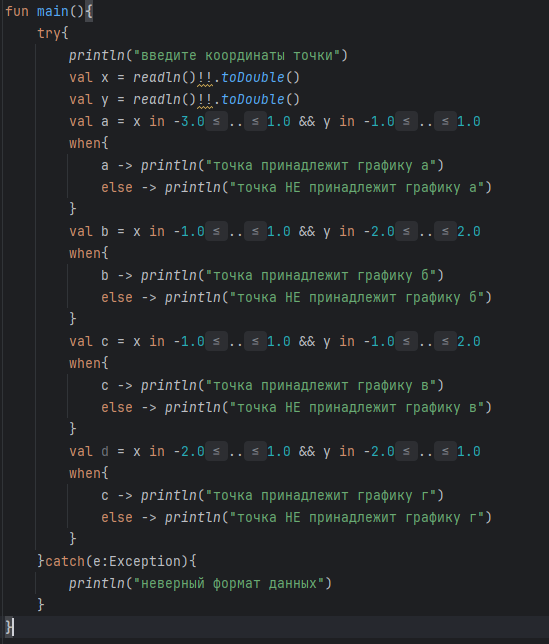 fun main(){
try{
println("введите координаты точки")
val x = readln()!!.toDouble()
val y = readln()!!.toDouble()
val a = x in -3.0 ≤ .. ≤ 1.0 && y in -1.0 ≤ .. ≤ 1.0
when{
a -> println("точка принадлежит графику а")
else -> println("точка НЕ принадлежит графику а")
}
val b = x in -1.0 ≤ .. ≤ 1.0 && y in -2.0 ≤ .. ≤ 2.0
when{
b -> println("точка принадлежит графику б")
else -> println("точка НЕ принадлежит графику б")
}
val c = x in -1.0 ≤ .. ≤ 1.0 && y in -1.0 ≤ .. ≤ 2.0
when{
c -> println("точка принадлежит графику в")
else -> println("точка НЕ принадлежит графику в")
}
val d = x in -2.0 ≤ .. ≤ 1.0 && y in -2.0 ≤ .. ≤ 1.0
when{
c -> println("точка принадлежит графику г")
else -> println("точка НЕ принадлежит графику г")
}
}catch(e:Exception){
println("неверный формат данных")
}
}